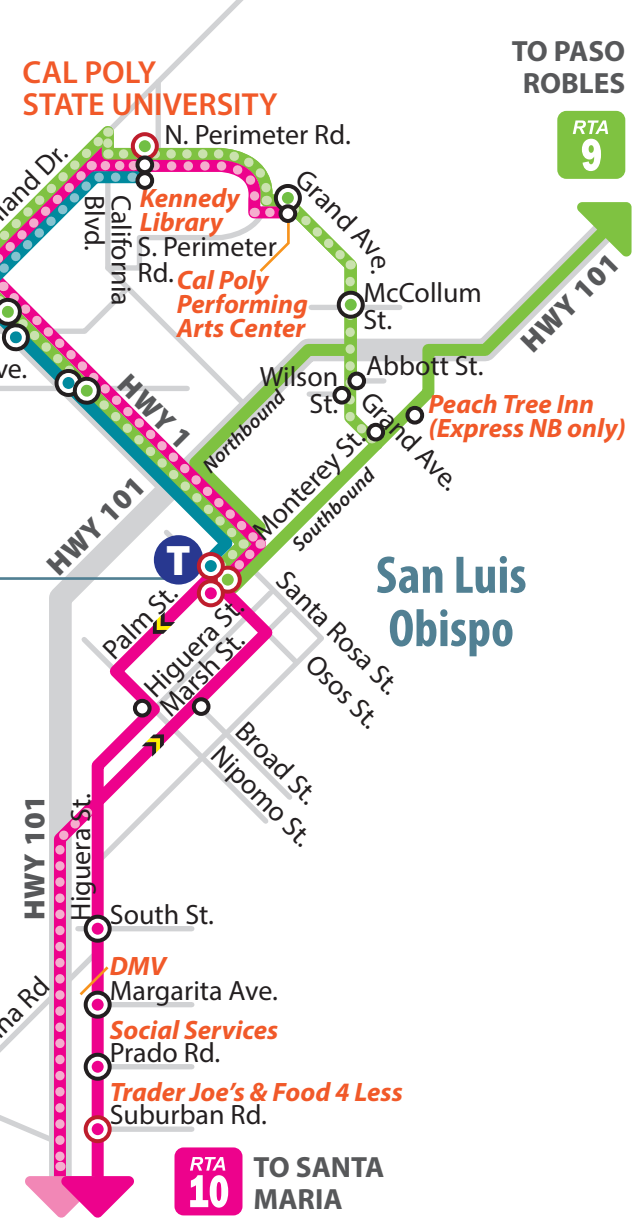 TO PASO
ROBLES
RTA
9
CAL POLY
STATE UNIVERSITY
N. Perimeter Rd.
Dr.
California
Blvd.
Kennedy
Library
S. Perimeter
Rd.
Grand Ave.
Cal Poly
Performing
Arts Center
McCollum
St.
HWY 101
HWY 1
Wilson
St.
Abbott St.
Grand Ave.
Peach Tree Inn
(Express NB only)
Northbound
Monterey St.
Southbound
HWY 101
T
San Luis
Obispo
Palm St.
Higuera St.
Marsh St.
Santa Rosa St.
Osos St.
Broad St.
Nipomo St.
HWY 101
Higuera St.
South St.
DMV
Margarita Ave.
Rd
Social Services
Prado Rd.
Trader Joe's & Food 4 Less
Suburban Rd.
RTA
10
TO SANTA
MARIA